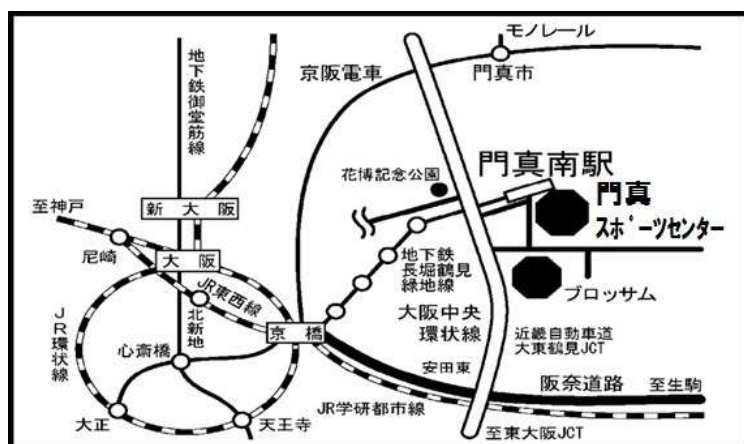 モノレール
門真市
京阪電車
地下鉄御堂筋線
門真南駅
花博記念公園
門真
スポーツセンター
至神戸
新大阪
尼崎
大阪
地下鉄
長堀鶴見
緑地線
JR東西線
北新地
ブロッサム
大阪中央
環状線
JR環状線
京橋
近畿自動車道
大東鶴見JCT
心斎橋
安田東
阪奈道路
至生駒
JR学研都市線
大正
天王寺
至東大阪JCT